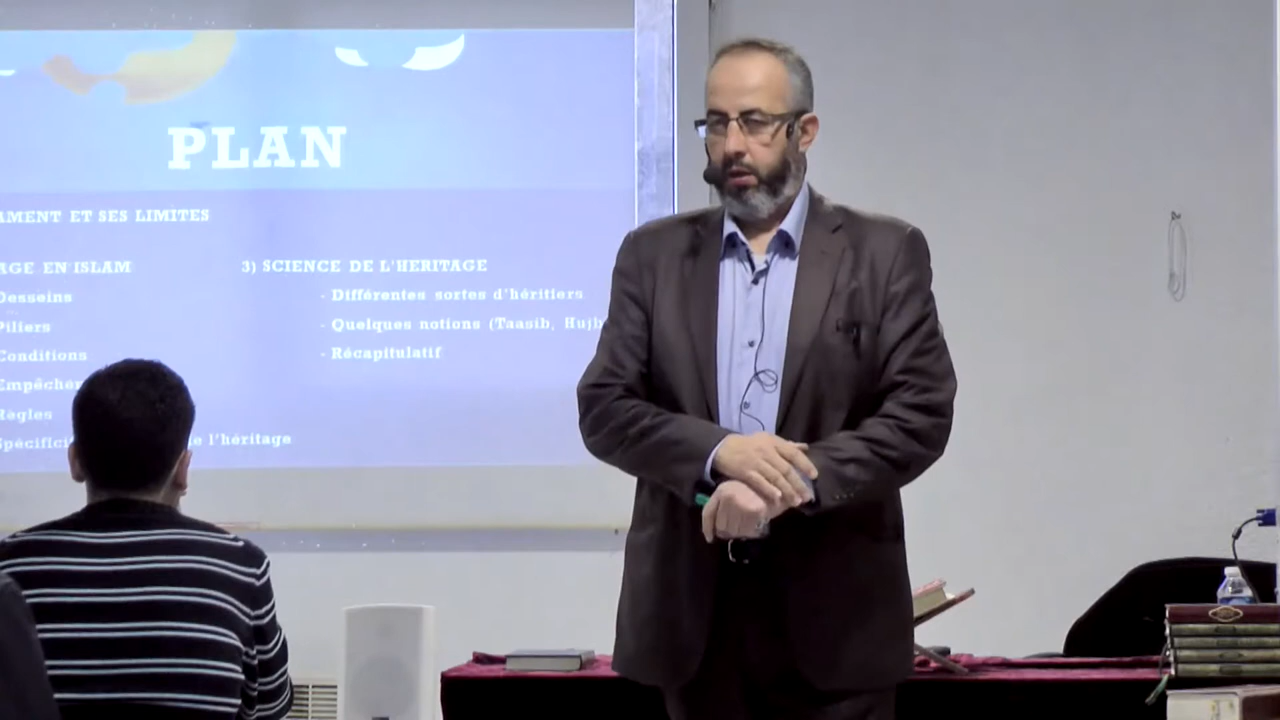 PLAN
AMENT ET SES LIMITES
AGE EN ISLAM
Desseins
Piliers
Conditions
Empêche
Règles
Spécifici e l'héritage
3) SCIENCE DE L'HERITAGE
- Différentes sortes d'héritiers
- Quelques notions (Taasib, Hujb
- Récapitulatif